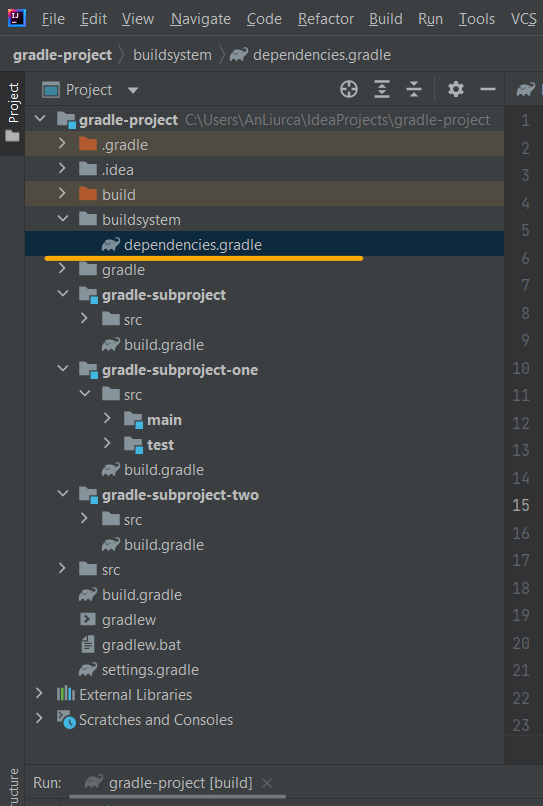 File Edit View Navigate Code Refactor Build Run Tools VCS
gradle-project buildsystem dependencies.gradle
Project
Project
gradle-project C:\Users\AnLiurca\IdeaProjects\gradle-project
.gradle
.idea
build
buildsystem
dependencies.gradle
gradle
gradle-subproject
src
build.gradle
gradle-subproject-one
src
main
test
build.gradle
gradle-subproject-two
src
build.gradle
src
build.gradle
gradlew
gradlew.bat
settings.gradle
External Libraries
Scratches and Consoles
1
2
3
4
5
6
7
8
9
10
11
12
13
14
15
16
17
18
19
20
21
22
23
ructure
Run: gradle-project [build]